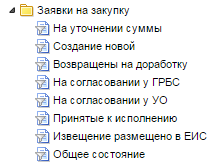 Заявки на закупку
На уточнении суммы
Создание новой
Возвращены на доработку
На согласовании у ГРБС
На согласовании у УО
Принятые к исполнению
Извещение размещено в ЕИС
Общее состояние